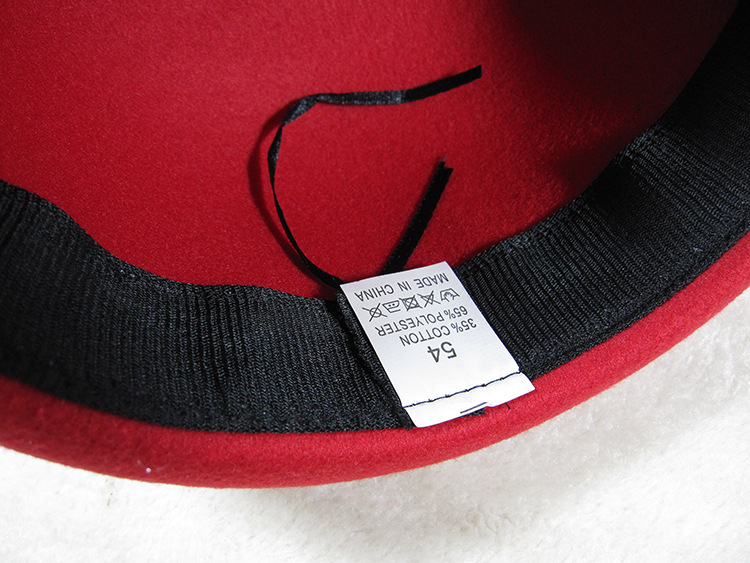 54
35% COTTON
65% POLYESTER
MADE IN CHINA